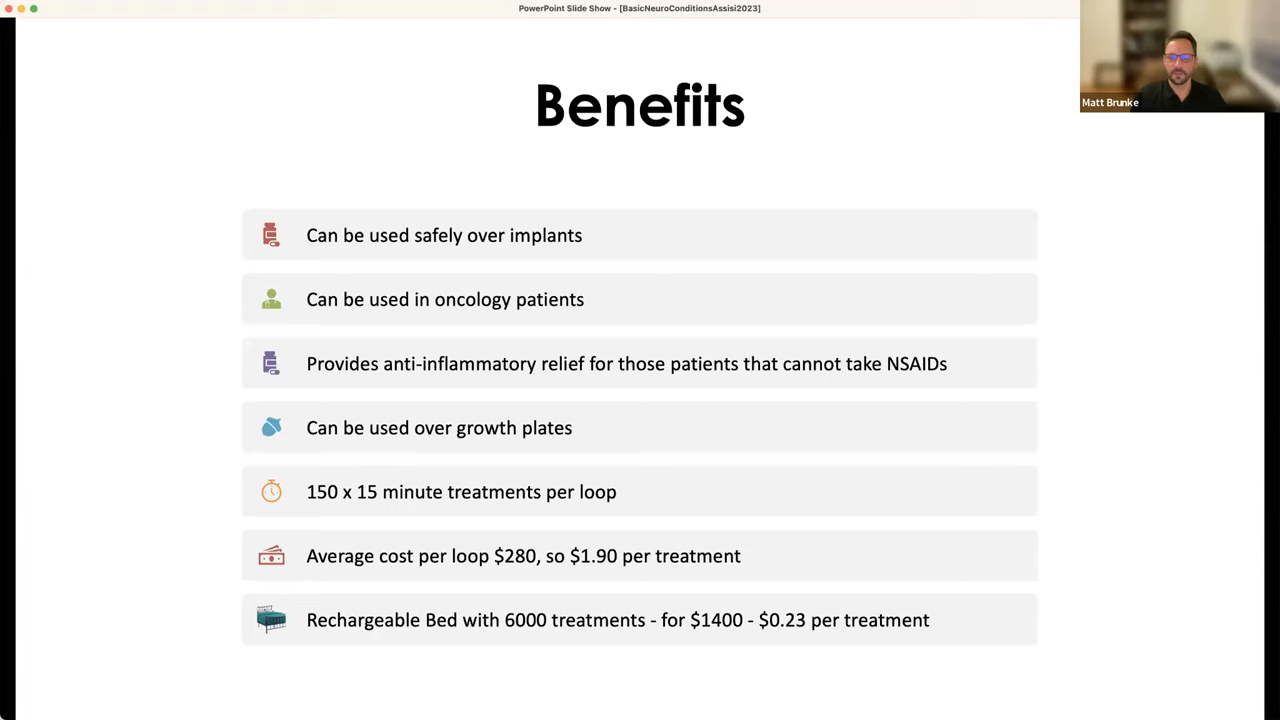 PowerPoint Slide Show - [BasicNeuroConditionsAssisi2023]
Matt Brunke
Benefits
Can be used safely over implants
Can be used in oncology patients
Provides anti-inflammatory relief for those patients that cannot take NSAIDs
Can be used over growth plates
150 x 15 minute treatments per loop
Average cost per loop $280, so $1.90 per treatment
Rechargeable Bed with 6000 treatments - for $1400 - $0.23 per treatment